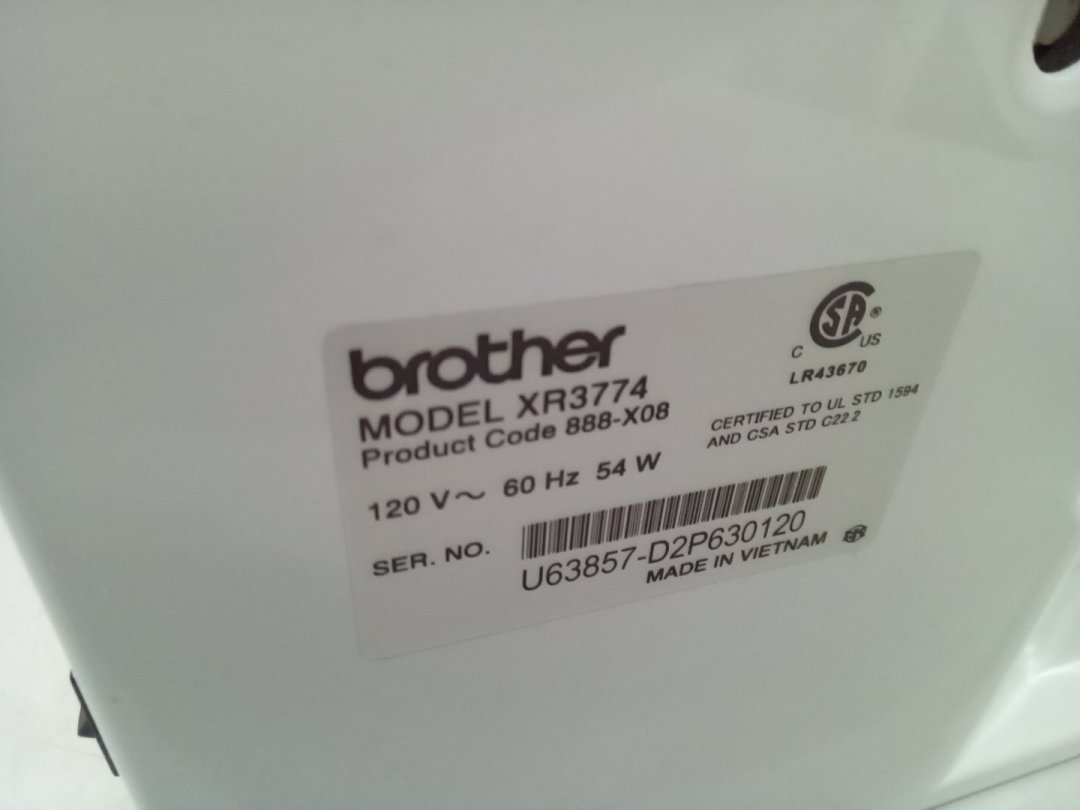 brother
MODEL XR3774
Product Code 888-X08
120 V~ 60 Hz 54 W
SER. NO.
U63857-D2P630120
MADE IN VIETNAM
SA®
C US
LR43670
CERTIFIED TO UL STD 1594
AND CSA STD C22.2